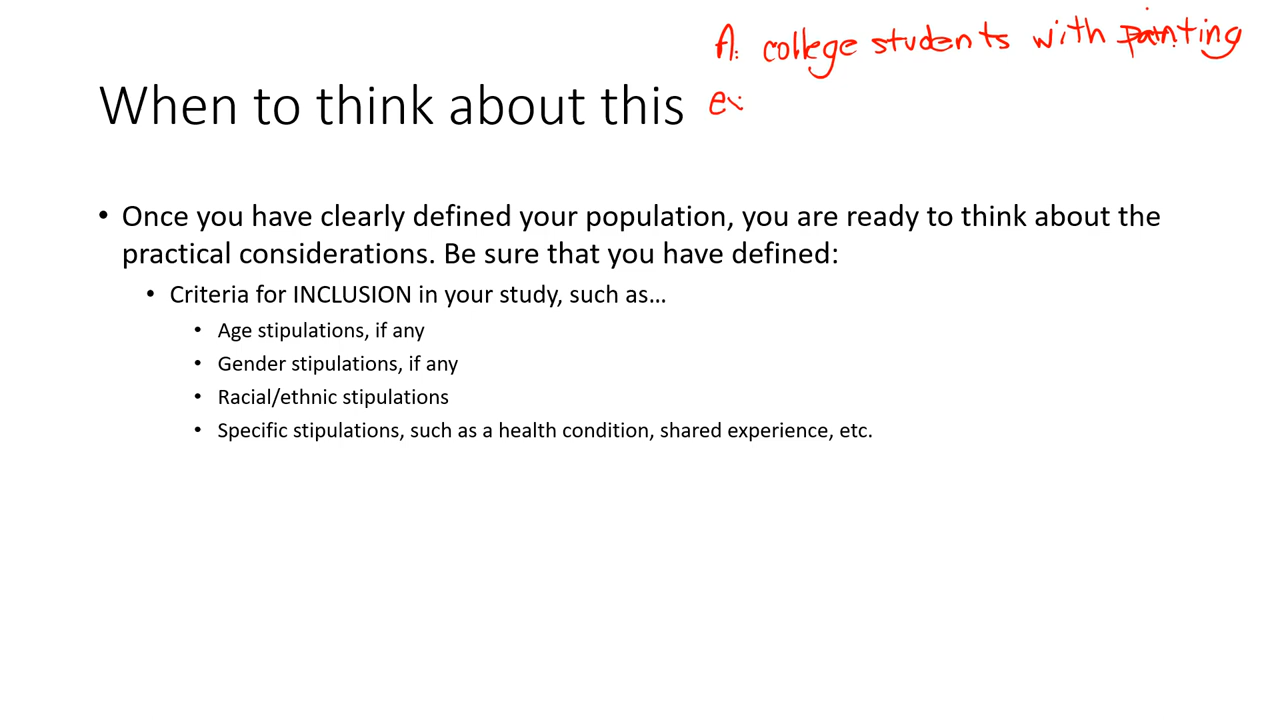 A: college students with painting
ex
When to think about this
• Once you have clearly defined your population, you are ready to think about the
practical considerations. Be sure that you have defined:
• Criteria for INCLUSION in your study, such as…
• Age stipulations, if any
• Gender stipulations, if any
• Racial/ethnic stipulations
• Specific stipulations, such as a health condition, shared experience, etc.